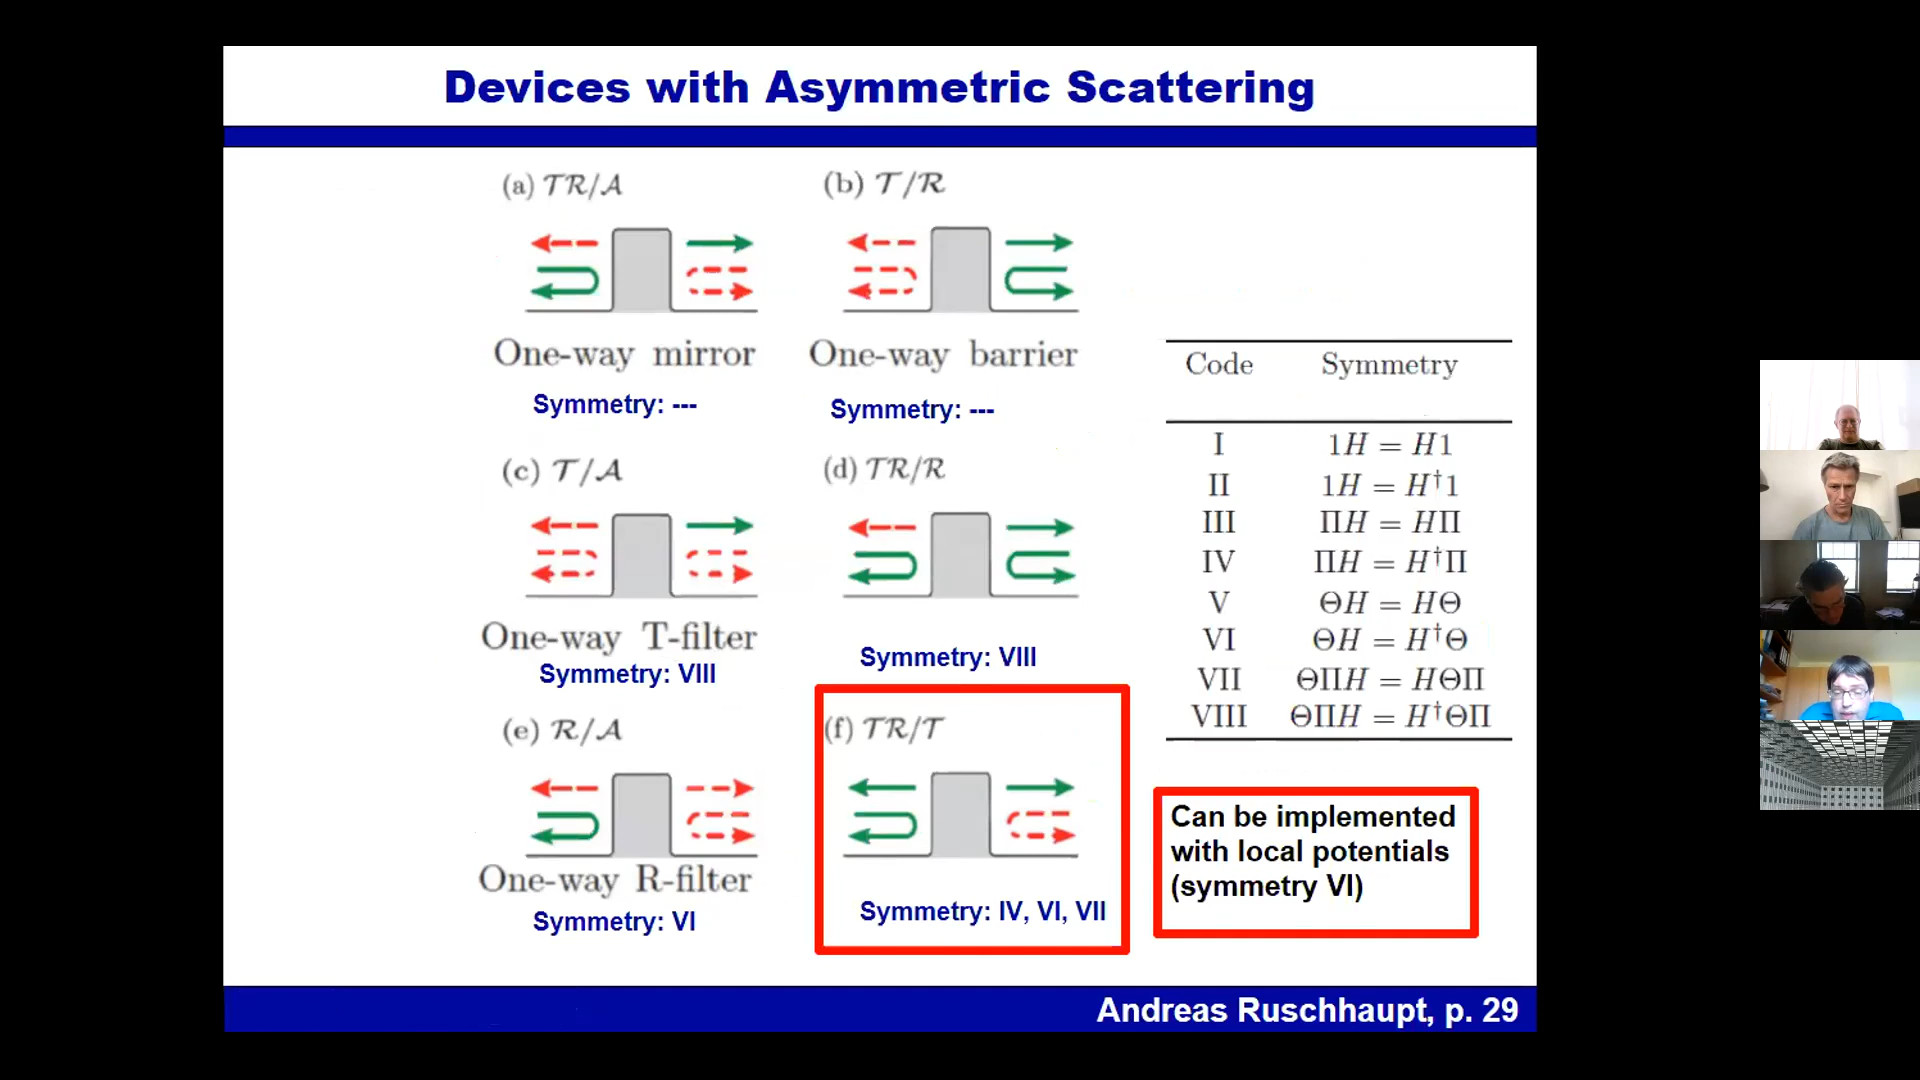 Devices with Asymmetric Scattering
(a) 𝒯ℛ/𝒜
(b) 𝒯/ℛ
One-way mirror
One-way barrier
Symmetry: ---
Symmetry: ---
(c) 𝒯/𝒜
(d) 𝒯ℛ/ℛ
One-way T-filter
Symmetry: VIII
Symmetry: VIII
(e) ℛ/𝒜
(f) 𝒯ℛ/𝒯
One-way R-filter
Symmetry: VI
Symmetry: IV, VI, VII
Code Symmetry
I 1H = H1
II 1H = H†1
III ΠH = HΠ
IV ΠH = H†Π
V ΘH = HΘ
VI ΘH = H†Θ
VII ΘΠH = HΘΠ
VIII ΘΠH = H†ΘΠ
Can be implemented
with local potentials
(symmetry VI)
Andreas Ruschhaupt, p. 29